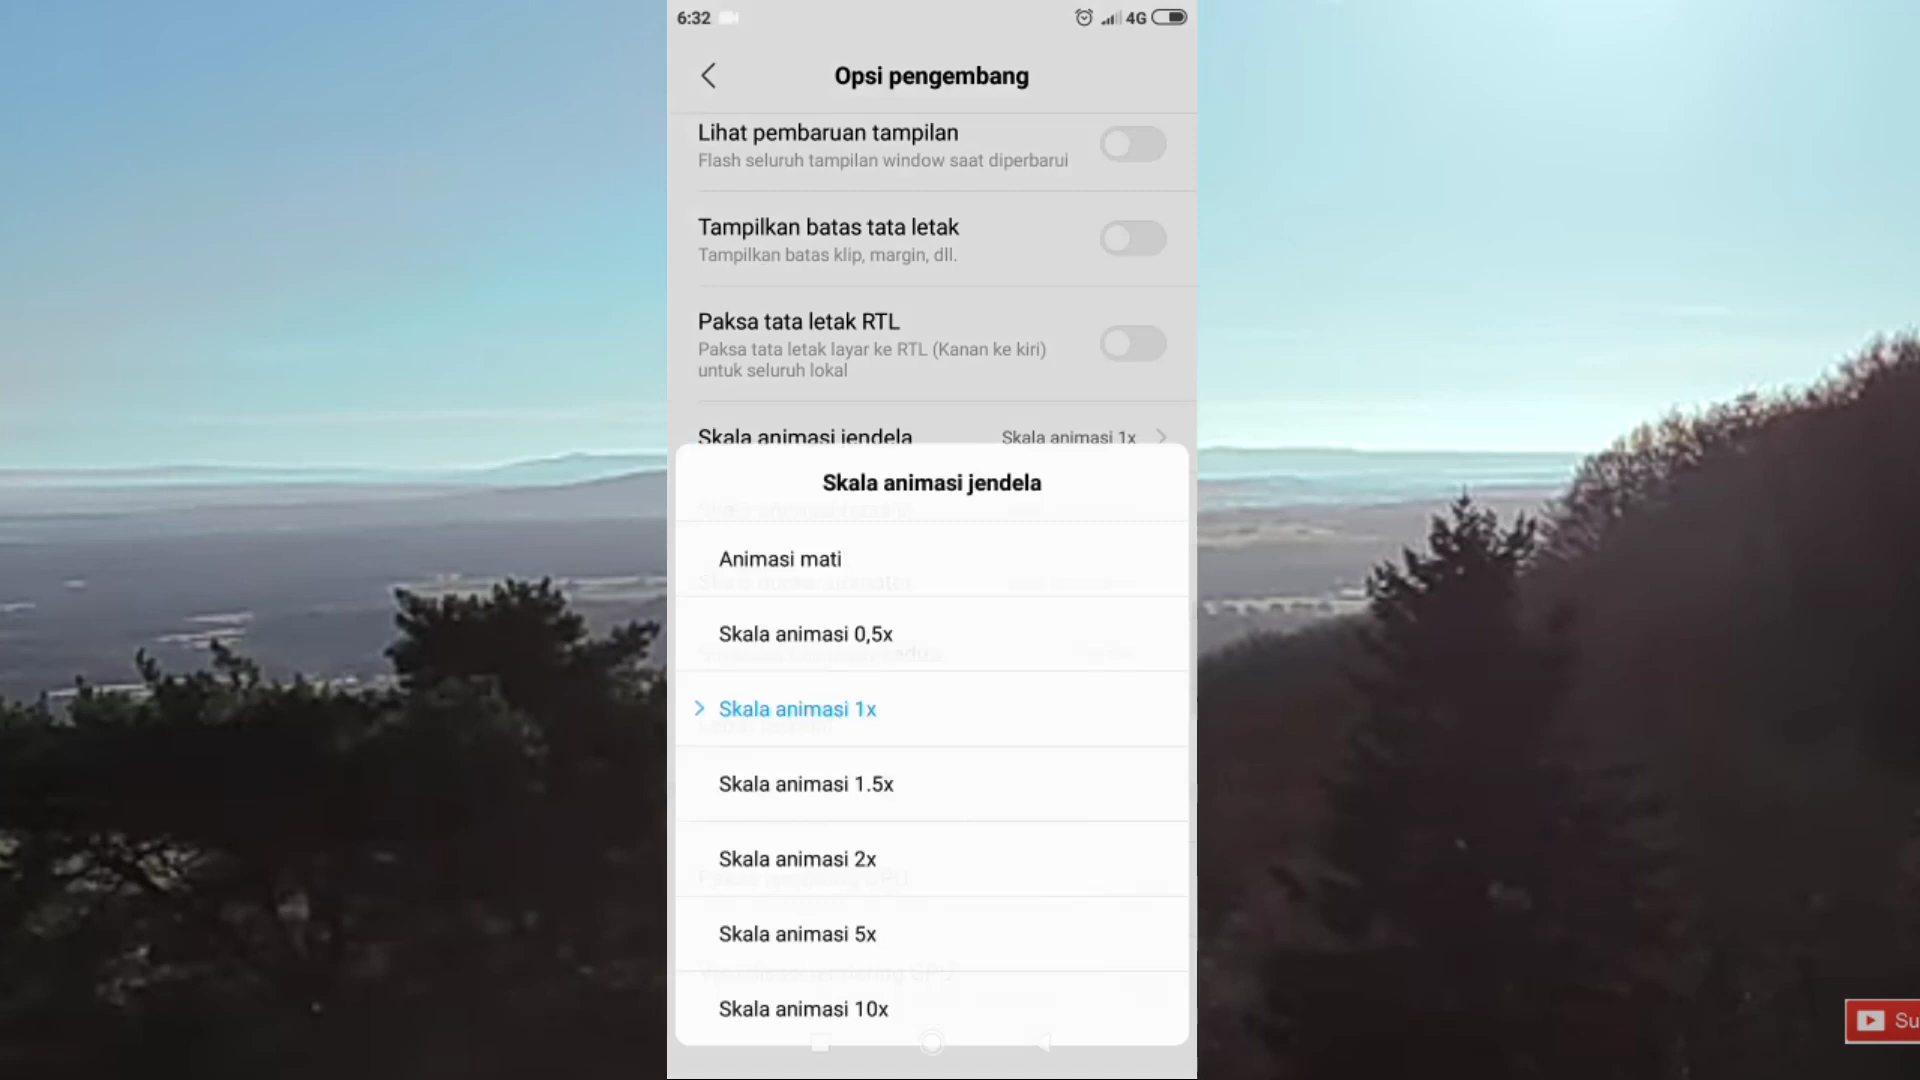 6:32
4G
Opsi pengembang
Lihat pembaruan tampilan
Flash seluruh tampilan window saat diperbarui
Tampilkan batas tata letak
Tampilkan batas klip, margin, dll.
Paksa tata letak RTL
Paksa tata letak layar ke RTL (Kanan ke kiri)
untuk seluruh lokal
Skala animasi jendela Skala animasi 1x
Skala animasi jendela
Animasi mati
Skala animasi 0,5x
Skala animasi 1x
Skala animasi 1.5x
Skala animasi 2x
Skala animasi 5x
Skala animasi 10x
Su